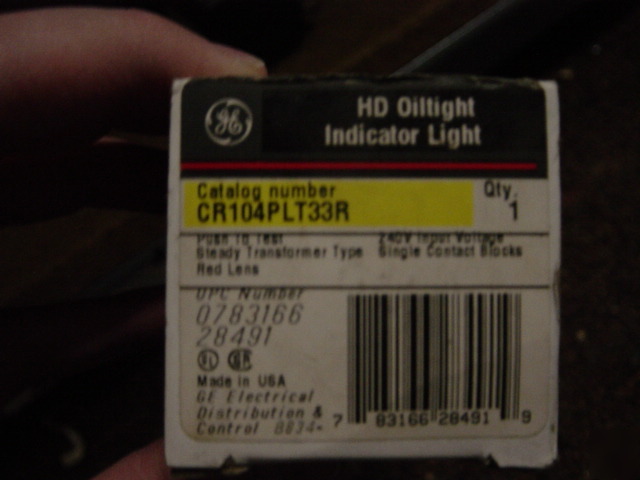 GE
HD Oiltight
Indicator Light
Catalog number
Qty.
CR104PLT33R
1
Push To Test
240V Input Voltage
Steady Transformer Type
Single Contact Blocks
Red Lens
UPC Number
0783166
28491
UL
Made in USA
GE Electrical
Distribution &
Control 8834-
7 83166 28491 9